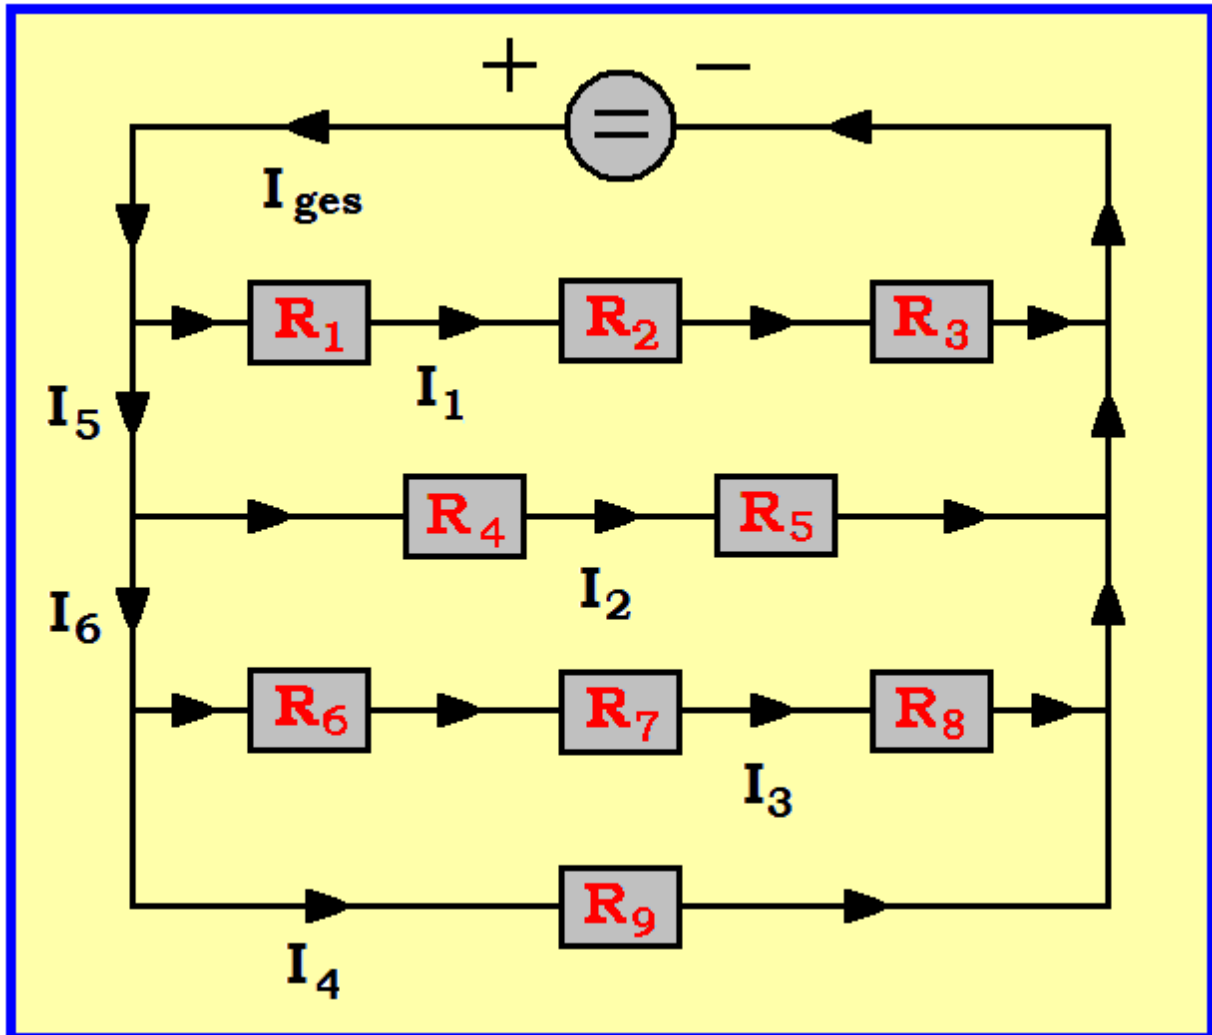 + −
=
I ges
R1 R2 R3
I5 I1
R4 R5
I6 I2
R6 R7 R8
I3
R9
I4